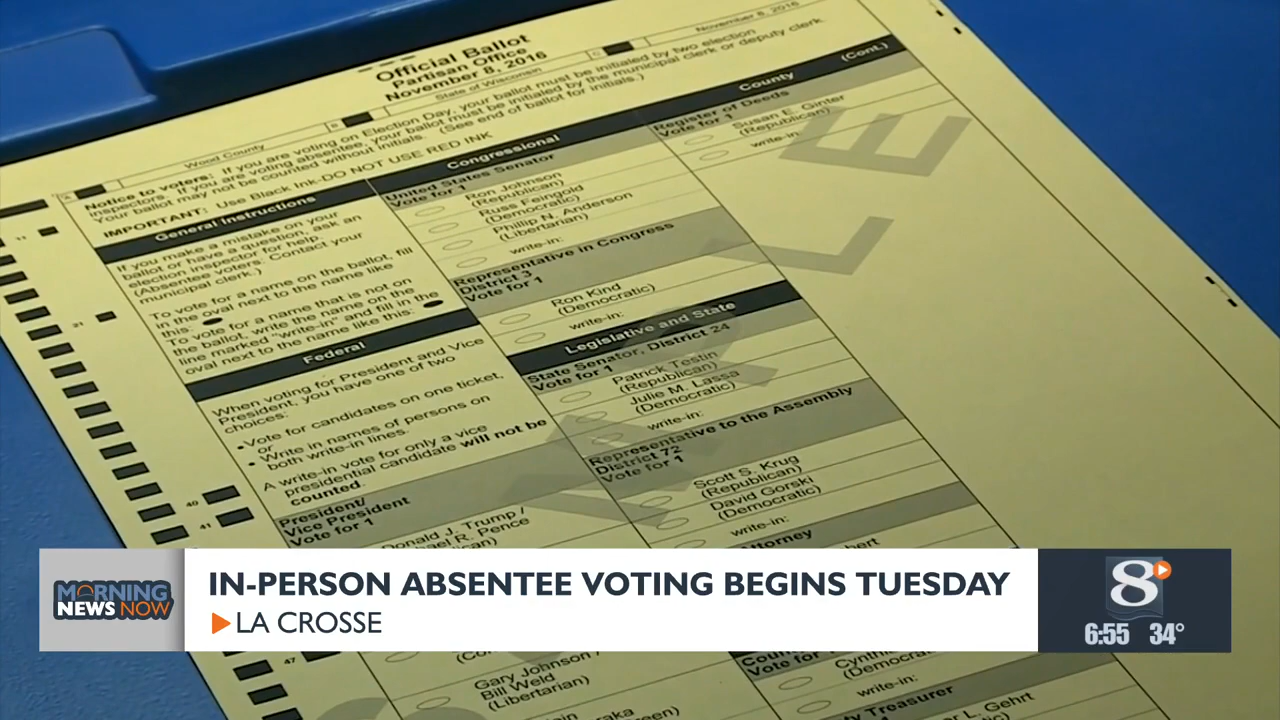 Official Ballot
Partisan Office
November 8, 2016
State of Wisconsin
November 8, 2016
Wood County
Notice to voters: If you are voting on Election Day, your ballot must be initialed by two election
inspectors. If you are voting absentee, your ballot must be initialed by the municipal clerk or deputy clerk.
Your ballot may not be counted without initials. (See end of ballot for initials.)
IMPORTANT: Use Black Ink-DO NOT USE RED INK
General Instructions
If you make a mistake on your
ballot or have a question, ask an
election inspector for help.
(Absentee voters: Contact your
municipal clerk.)
To vote for a name on the ballot, fill
in the oval next to the name like
this:
To vote for a name that is not on
the ballot, write the name on the
line marked "write-in" and fill in the
oval next to the name like this:
Federal
When voting for President and Vice
President, you have one of two
choices:
•Vote for candidates on one ticket,
or
• Write in names of persons on
both write-in lines.
A write-in vote for only a vice
presidential candidate will not be
counted.
President/
Vice President
Vote for 1
Donald J. Trump /
Gary Johnson /
Bill Weld
(Libertarian)
Congressional
United States Senator
Vote for 1
Ron Johnson
(Republican)
Russ Feingold
(Democratic)
Phillip N. Anderson
(Libertarian)
write-in:
Representative in Congress
District 3
Vote for 1
Ron Kind
(Democratic)
write-in:
Legislative and State
State Senator, District 24
Vote for 1
Patrick Testin
(Republican)
Julie M. Lassa
(Democratic)
write-in:
Representative to the Assembly
District 72
Vote for 1
Scott S. Krug
(Republican)
David Gorski
(Democratic)
write-in:
write-in:
Treasurer
L. Gehrt
County
(Cont.)
Register of Deeds
Vote for 1
Susan E. Ginter
(Republican)
write-in:
11
21
40
41
47
MORNING
NEWS NOW
IN-PERSON ABSENTEE VOTING BEGINS TUESDAY
LA CROSSE
8
6:55 34°